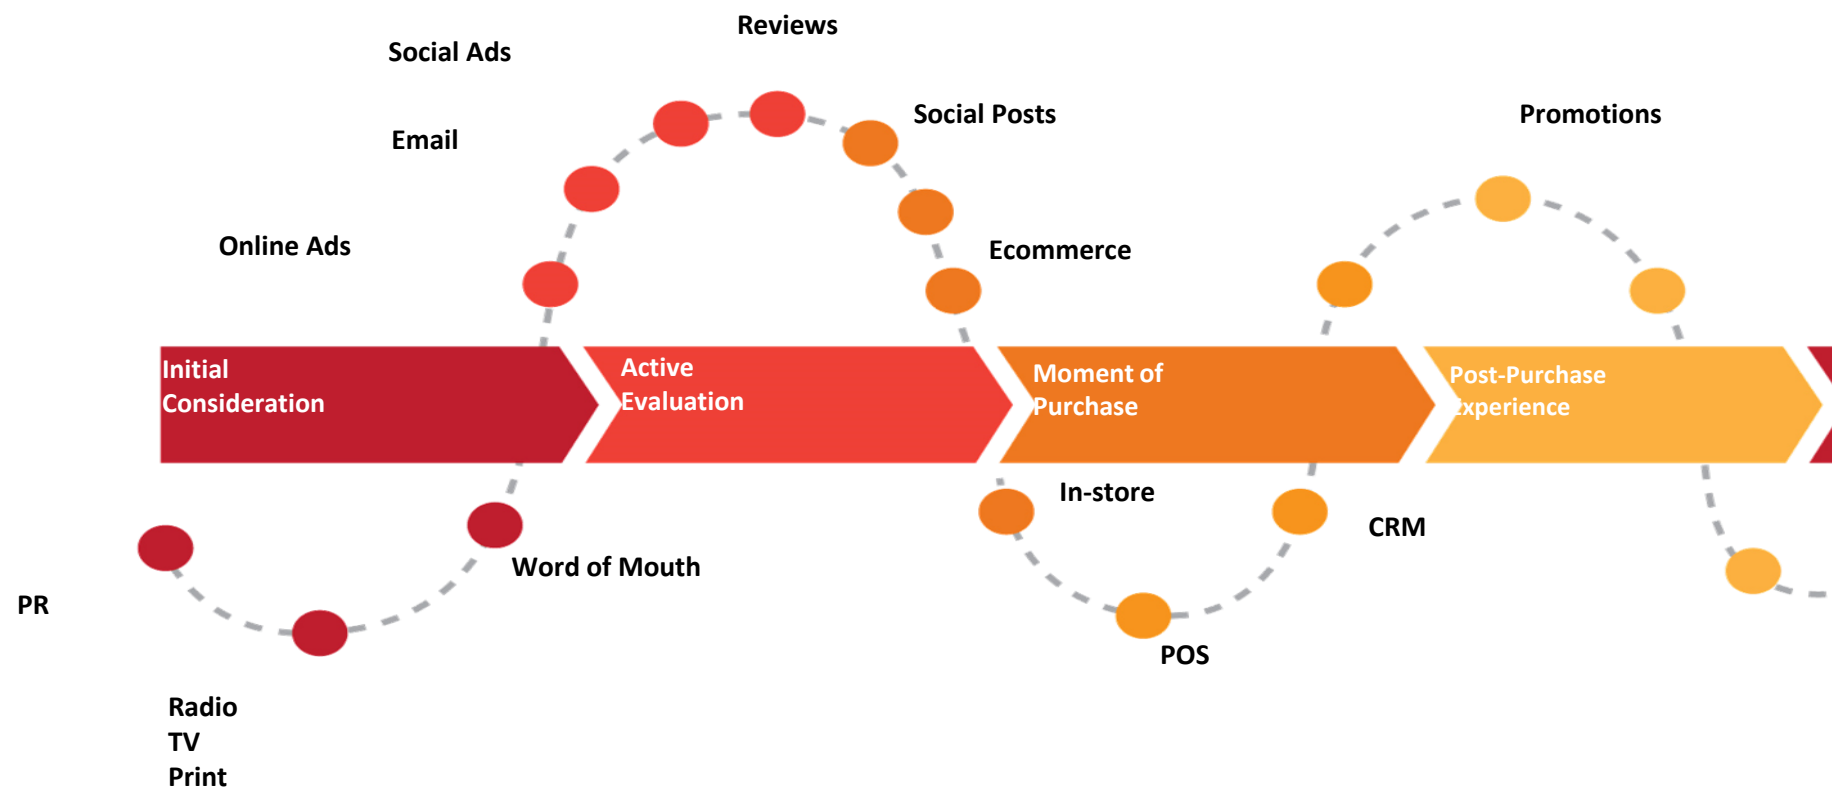 Reviews
Social Ads
Social Posts
Promotions
Email
Online Ads
Ecommerce
Initial
Consideration
Active
Evaluation
Moment of
Purchase
Post-Purchase
Experience
In-store
CRM
Word of Mouth
PR
POS
Radio
TV
Print